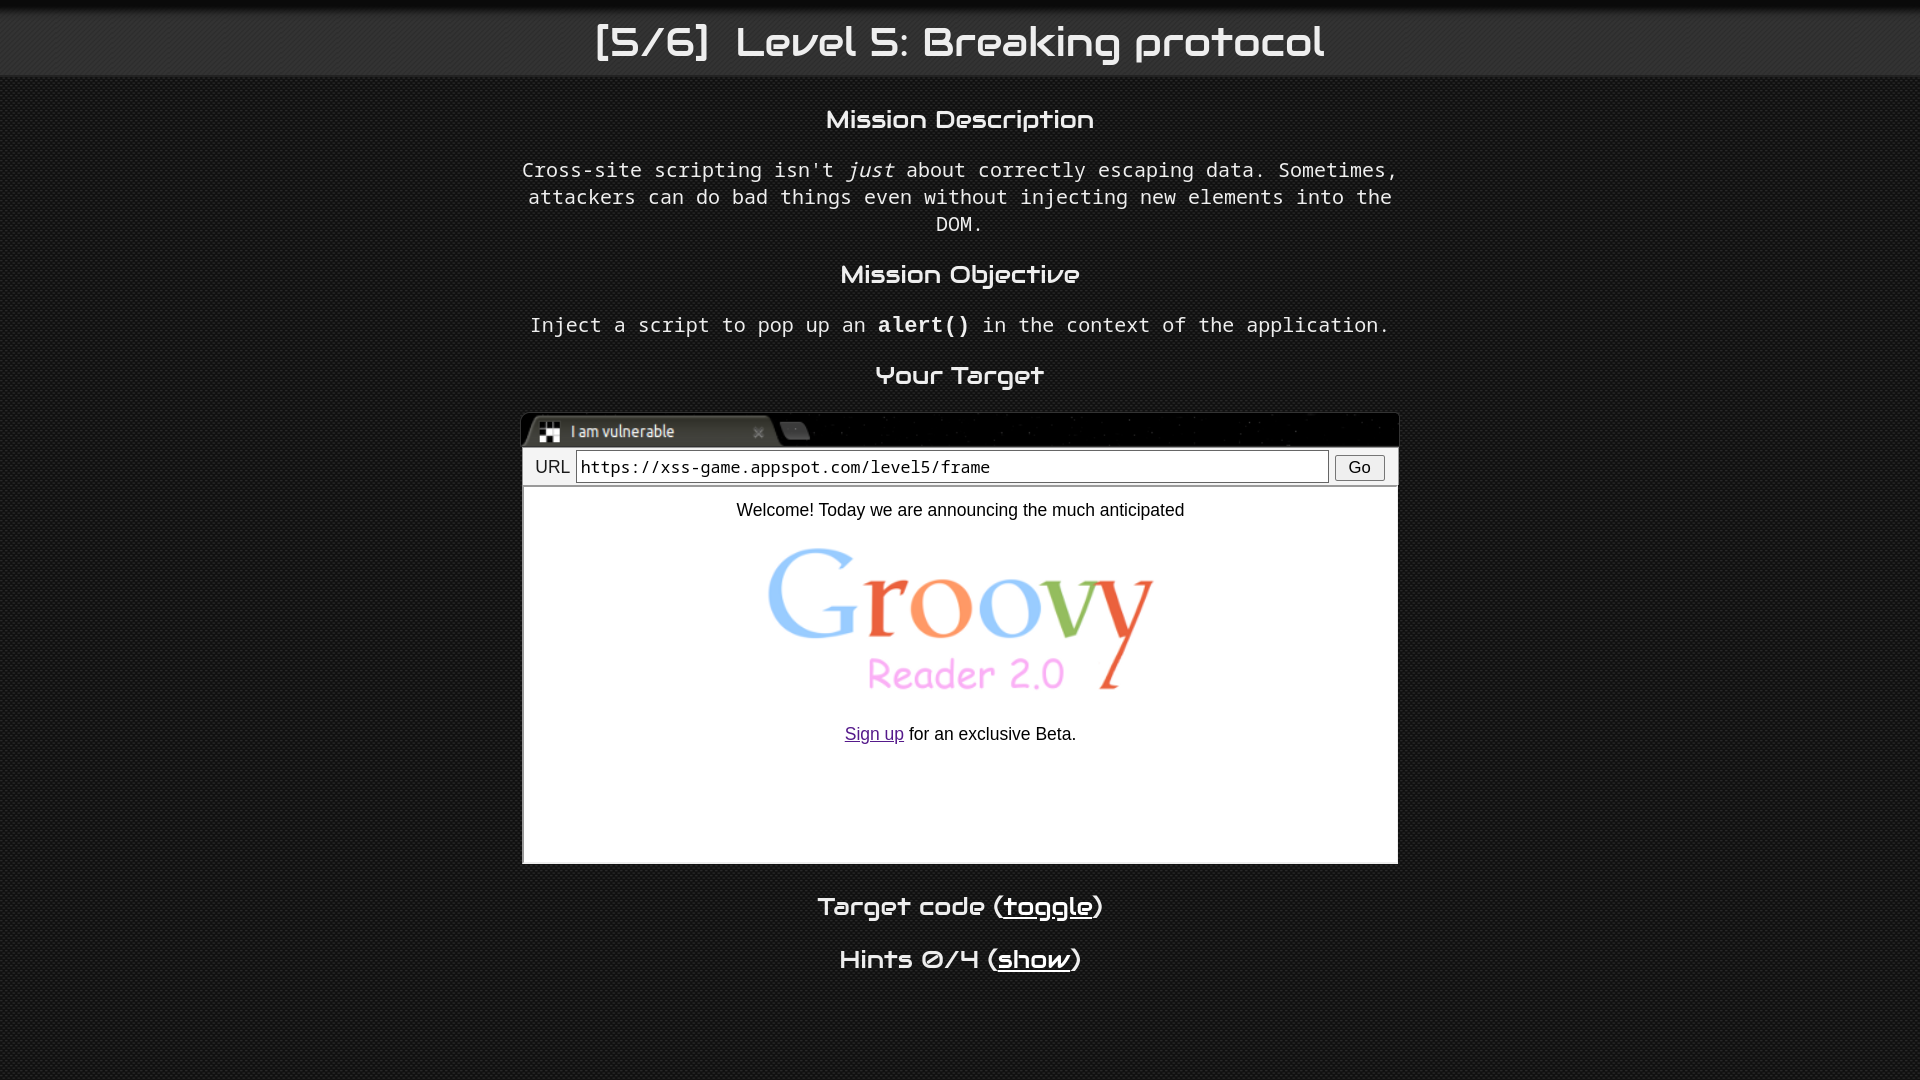 [5/6]  Level 5: Breaking protocol
Mission Description
Cross-site scripting isn't just about correctly escaping data. Sometimes,
attackers can do bad things even without injecting new elements into the
DOM.
Mission Objective
Inject a script to pop up an alert() in the context of the application.
Your Target
I am vulnerable
URL https://xss-game.appspot.com/level5/frame Go
Welcome! Today we are announcing the much anticipated
Groovy
Reader 2.0
Sign up for an exclusive Beta.
Target code (toggle)
Hints 0/4 (show)